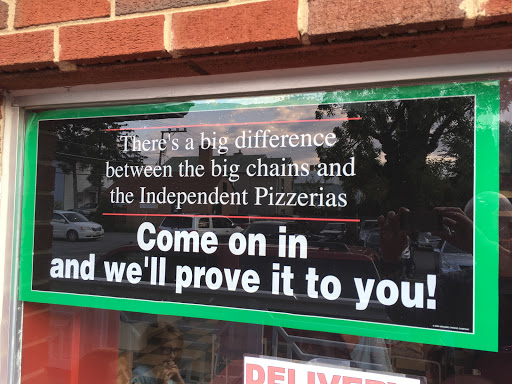 There's a big difference
between the big chains and
the Independent Pizzerias
Come on in
and we'll prove it to you!
DELIVERY